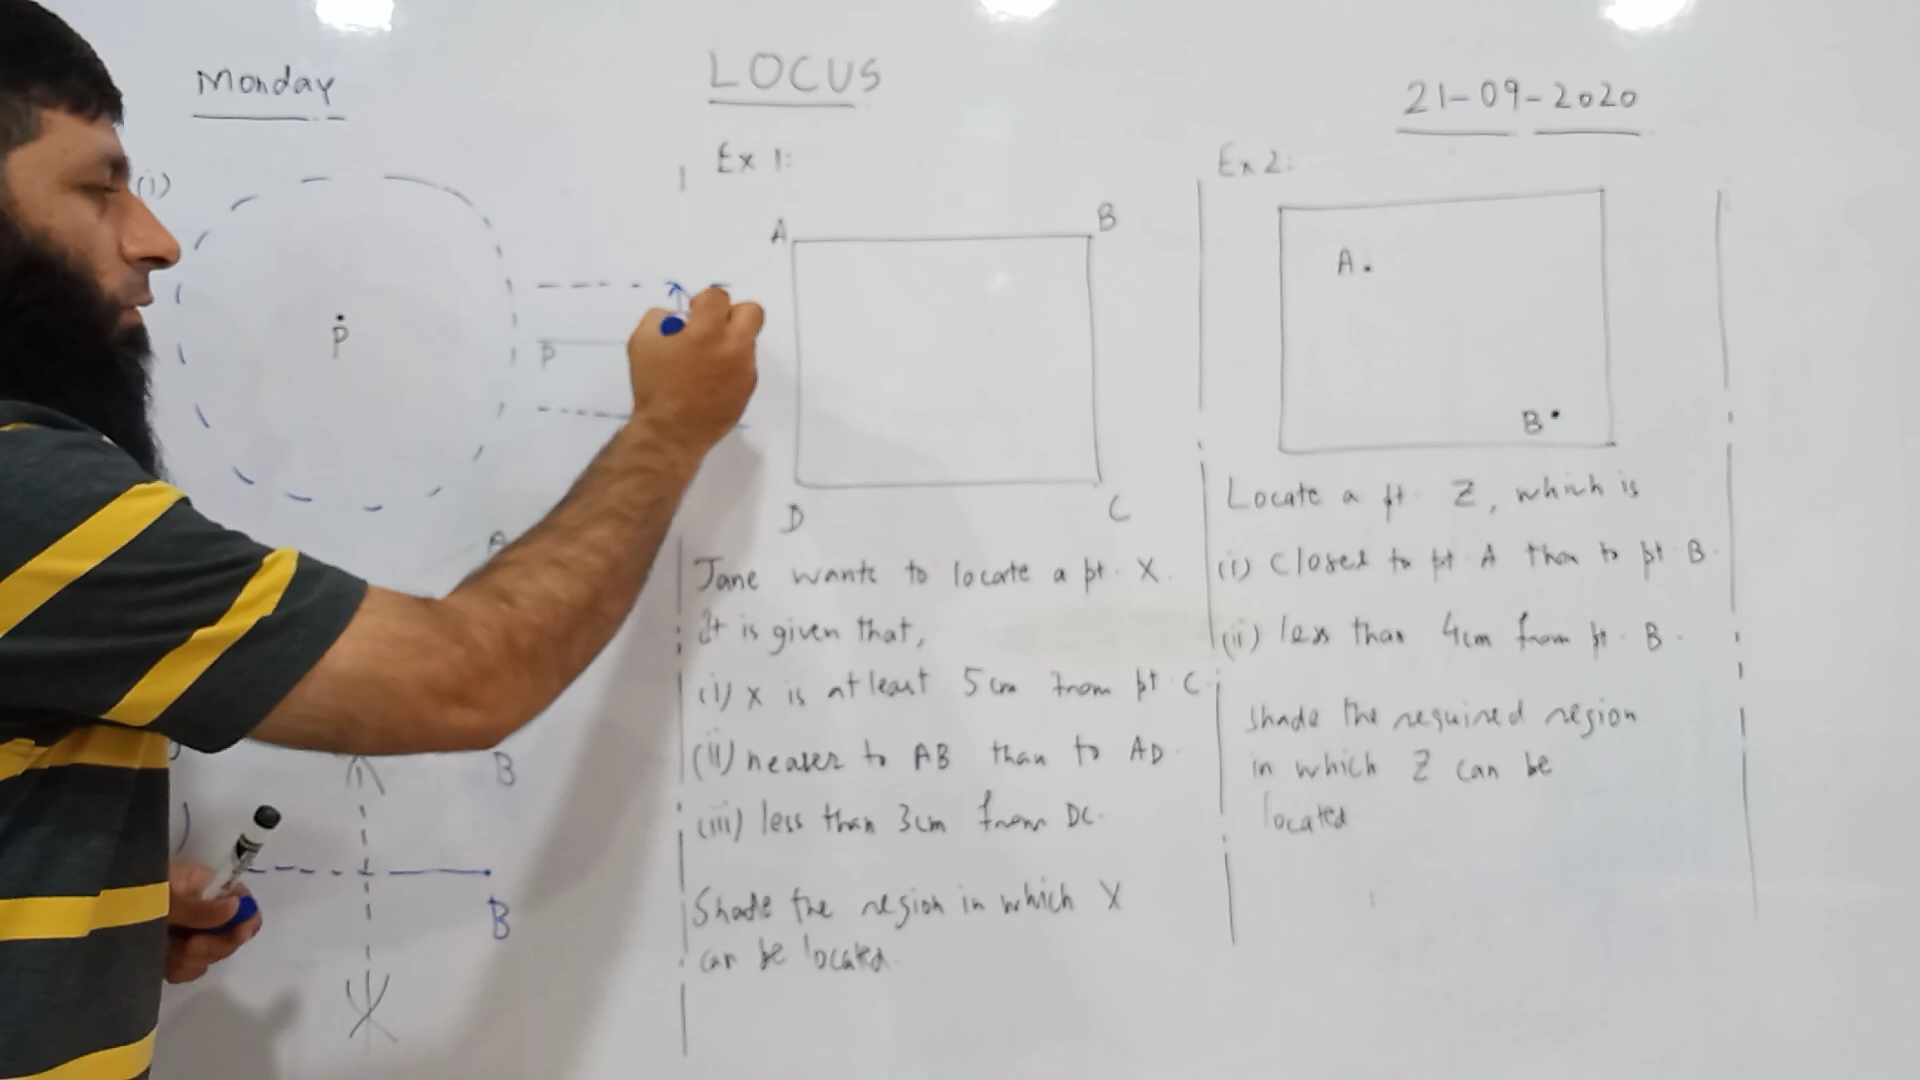 Monday
LOCUS
21-09-2020
(i)
P
P
A
B
B
Ex 1:
A
B
D
C
Jane wants to locate a pt. X.
It is given that,
(i) X is atleast 5cm from pt. C.
(ii) nearer to AB than to AD.
(iii) less than 3cm from DC.
Shade the region in which X
can be located.
Ex 2:
A.
B.
Locate a pt. Z, which is
(i) Closer to pt A than to pt B.
(ii) less than 4cm from pt. B.
Shade the required region
in which Z can be
located.